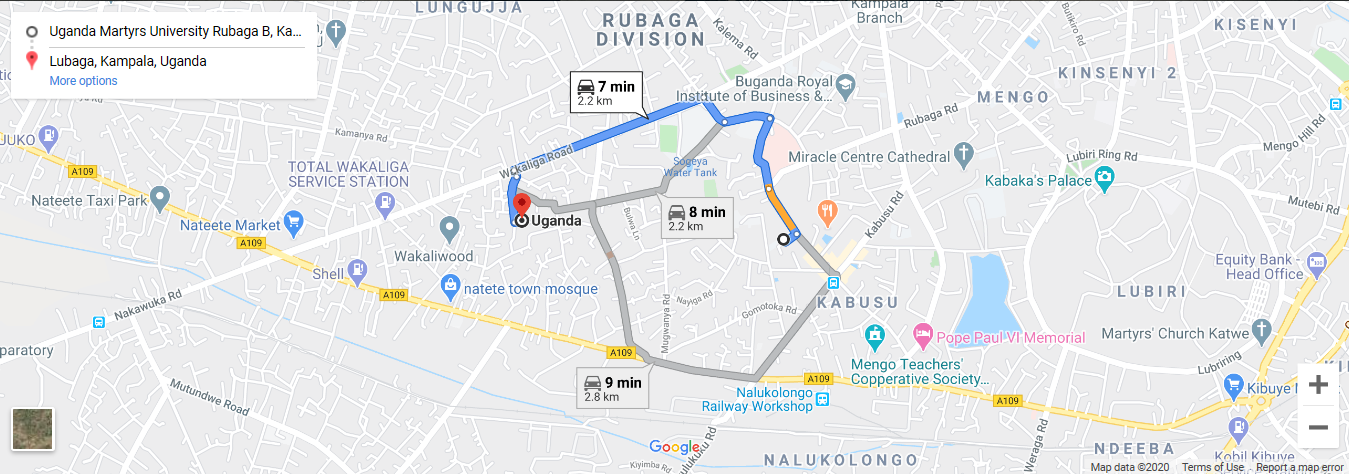 Uganda Martyrs University Rubaga B, Ka...
Lubaga, Kampala, Uganda
More options
LUNGUJJA
RUBAGA
DIVISION
Kampala
Branch
Kalema Rd
Butikiro Rd
KISENYI
KINSENYI 2
MENGO
7 min
2.2 km
Buganda Royal
Institute of Business &...
Rubaga Rd
Mengo Hill Rd
JUKO
Kamanya Rd
Wakaliga Road
Sogeya
Water Tank
Miracle Centre Cathedral
Lubiri Ring Rd
Kabaka's Palace
A109
TOTAL WAKALIGA
SERVICE STATION
Nateete Taxi Park
Nateete Market
Mutebi Rd
Uganda
Bulwa Ln
8 min
2.2 km
Kabusu Rd
A109
Wakaliwood
Equity Bank -
Head Office
Shell
natete town mosque
A109
Nakawuka Rd
Nayiga Rd
Gomotoka Rd
KABUSU
LUBIRI
Mugwanya Rd
Pope Paul VI Memorial
Martyrs' Church Katwe
paratory
A109
Mengo Teachers'
Copperative Society...
Lubriring
9 min
2.8 km
A109
Mutundwe Road
Nalukolongo
Railway Workshop
A109
Kibuye M
NDEEBA
Weraga Rd
Kobil Kibuye
Google
NALUKOLONGO
Kiyimba Rd
Map data ©2020
Terms of Use
Report a map error